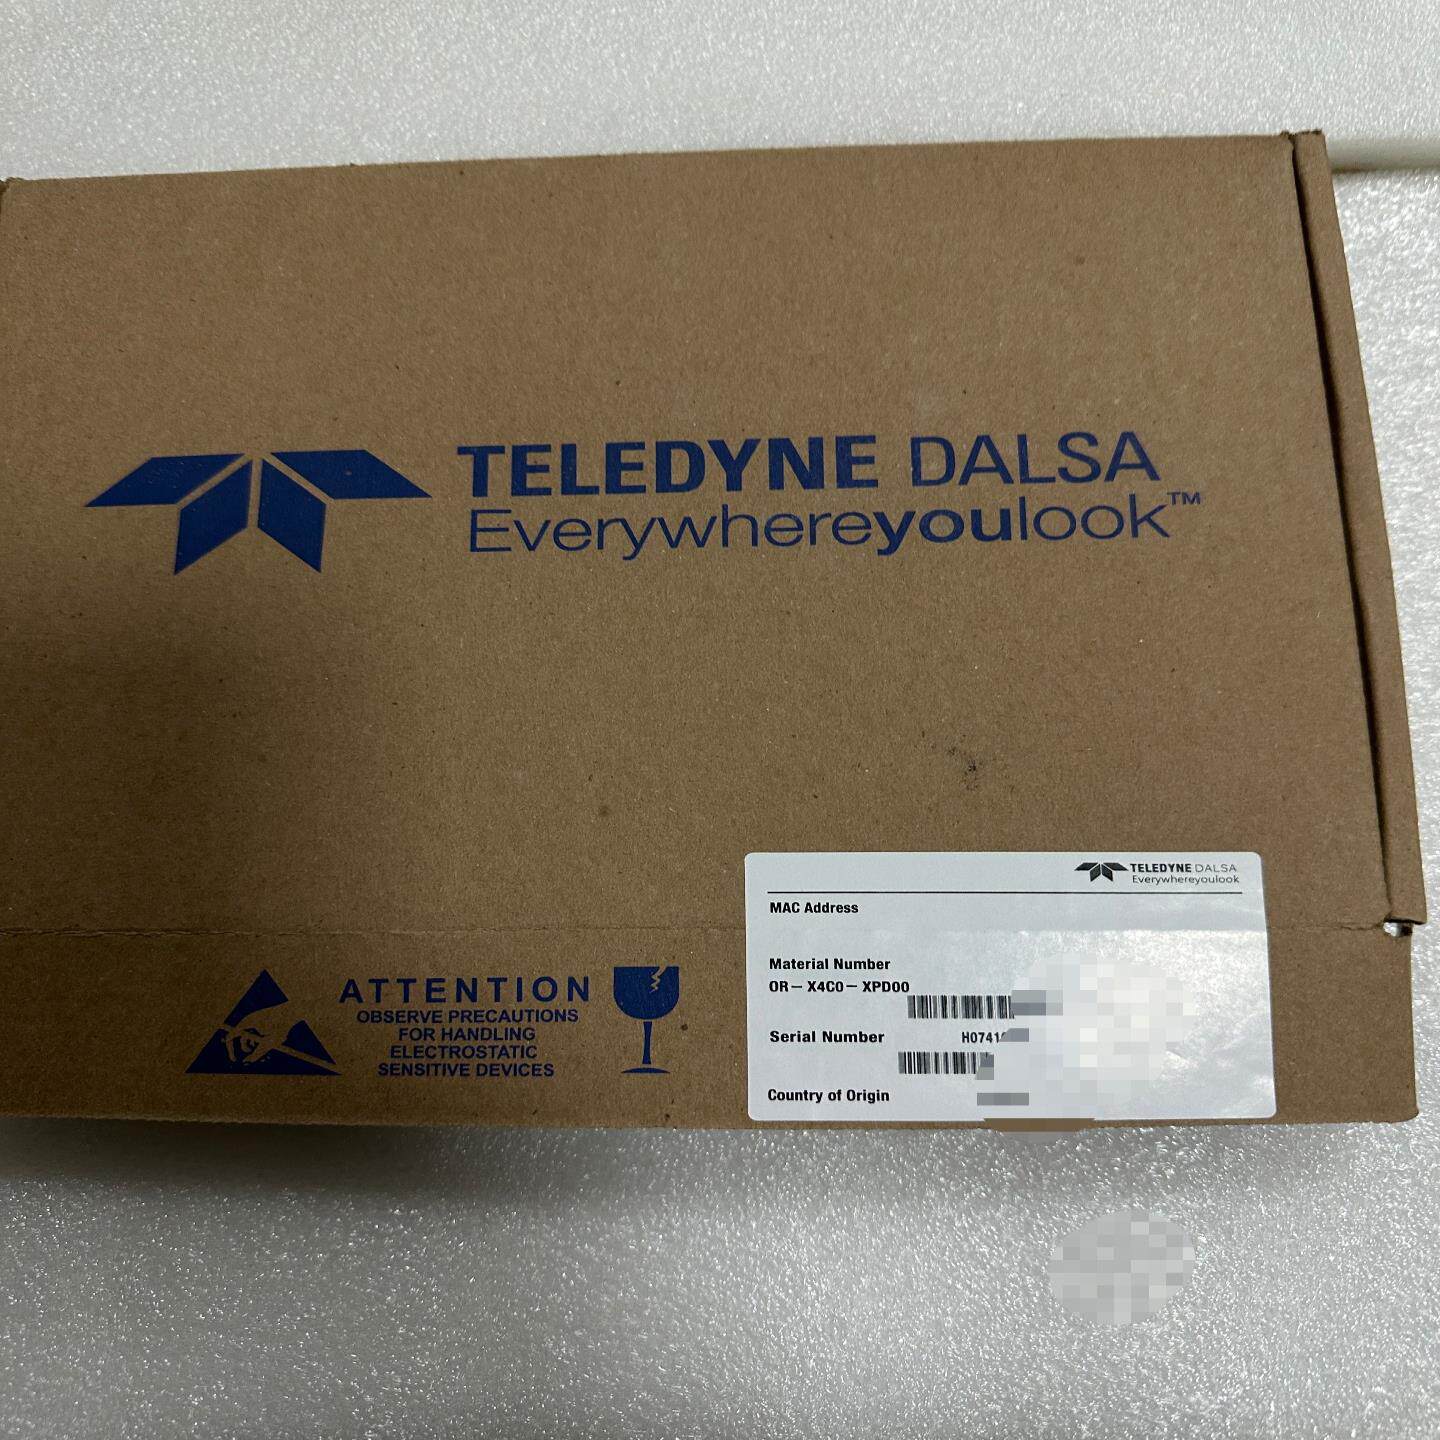 TELEDYNE DALSA
Everywhereyoulook™
ATTENTION
OBSERVE PRECAUTIONS
FOR HANDLING
ELECTROSTATIC
SENSITIVE DEVICES
TELEDYNE DALSA
Everywhereyoulook
MAC Address
Material Number
OR-X4C0-XPD00
Serial Number H0741
Country of Origin